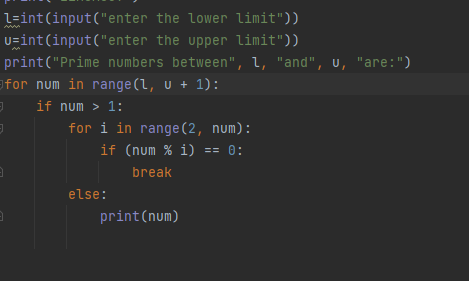 l=int(input("enter the lower limit"))
u=int(input("enter the upper limit"))
print("Prime numbers between", l, "and", u, "are:")
for num in range(l, u + 1):
    if num > 1:
        for i in range(2, num):
            if (num % i) == 0:
                break
        else:
            print(num)